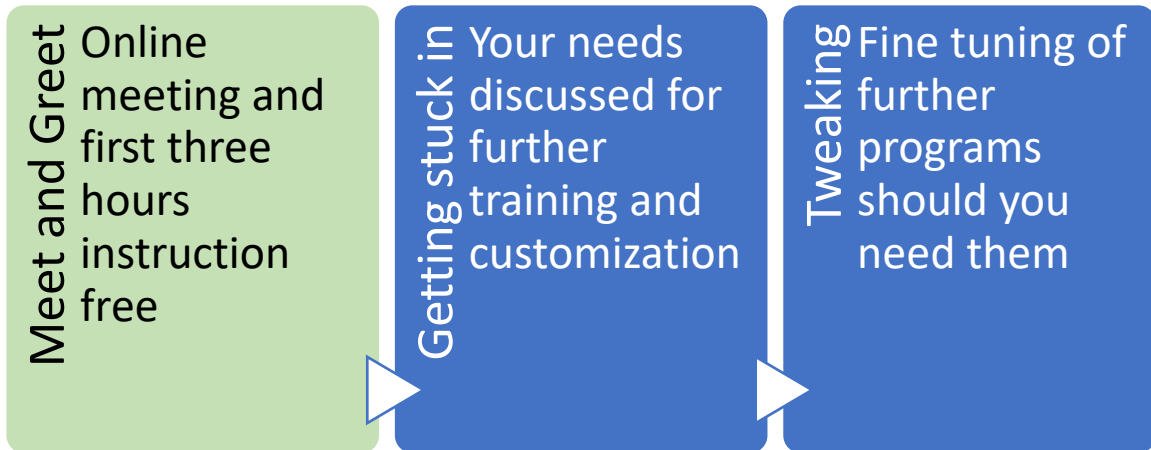 Meet and Greet
Online
meeting and
first three
hours
instruction
free
Getting stuck in
Your needs
discussed for
further
training and
customization
Tweaking
Fine tuning of
further
programs
should you
need them